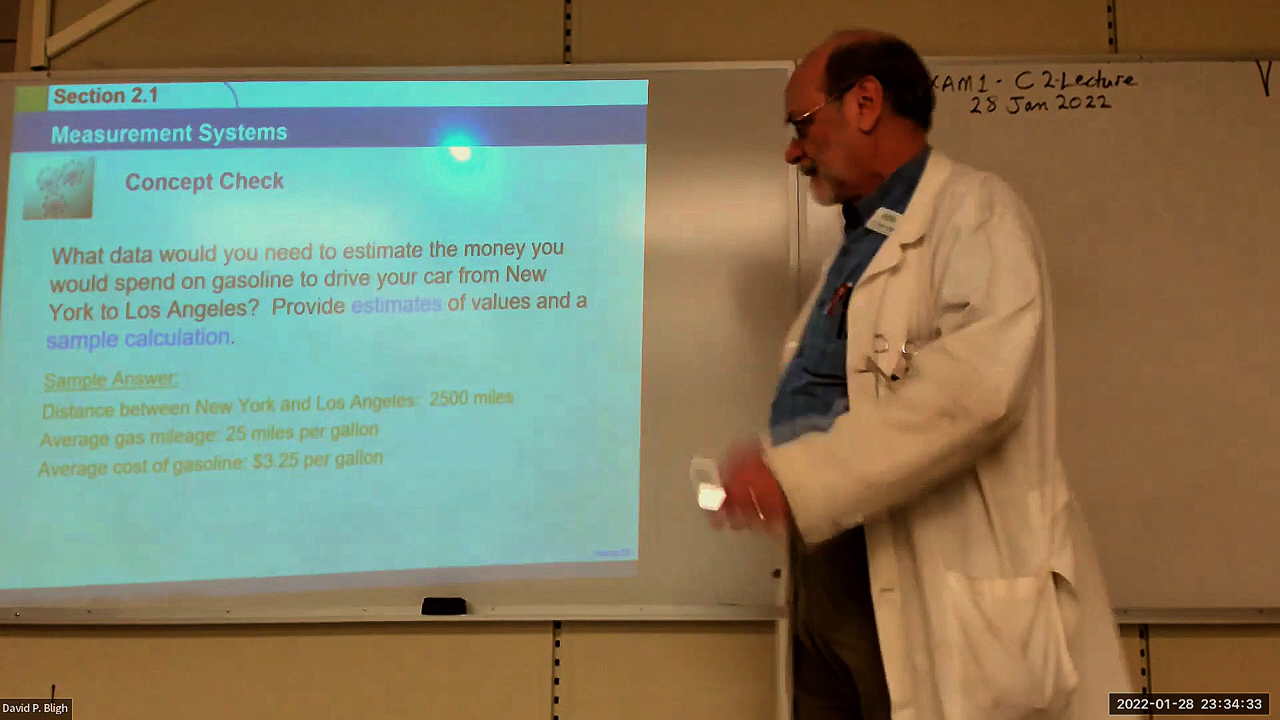 Section 2.1
Measurement Systems
Concept Check
What data would you need to estimate the money you
would spend on gasoline to drive your car from New
York to Los Angeles? Provide estimates of values and a
sample calculation.
Sample Answer:
Distance between New York and Los Angeles: 2500 miles
Average gas mileage: 25 miles per gallon
Average cost of gasoline: $3.25 per gallon
XAM1 - C 2-Lecture
28 Jan 2022
David P. Bligh
2022-01-28 23:34:33